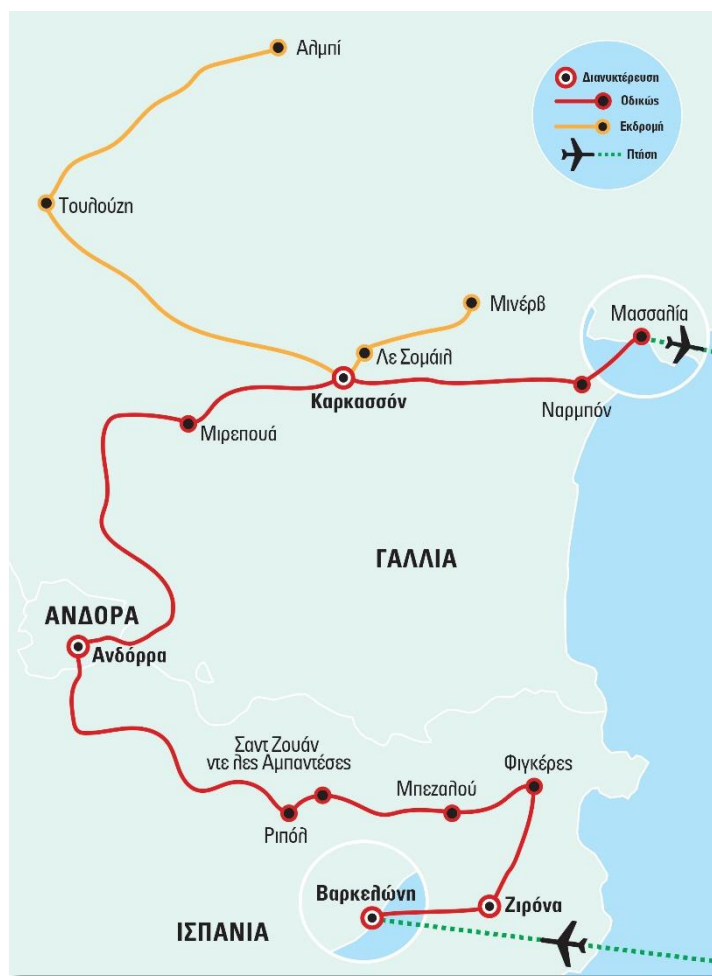 Αλμπί
Διανυκτέρευση
Οδικώς
Εκδρομή
Πτήση
Τουλούζη
Μινέρβ
Μασσαλία
Λε Σομάιλ
Καρκασσόν
Ναρμπόν
Μιρεπουά
ΓΑΛΛΙΑ
ΑΝΔΟΡΑ
Ανδόρρα
Σαντ Ζουάν
ντε λες Αμπαντέσες
Μπεζαλού
Φιγκέρες
Ριπόλ
Βαρκελώνη
Ζιρόνα
ΙΣΠΑΝΙΑ